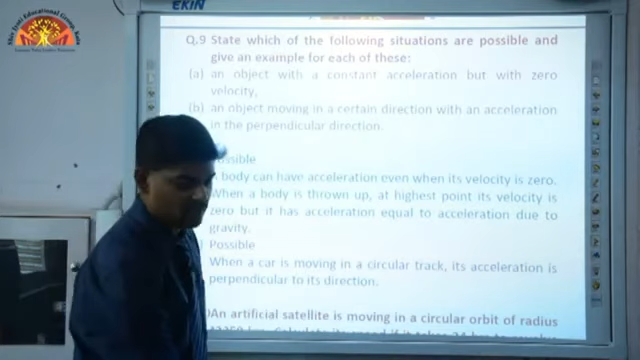 EKIN
Q.9 State which of the following situations are possible and
give an example for each of these:
(a) an object with a constant acceleration but with zero
velocity,
(b) an object moving in a certain direction with an acceleration
in the perpendicular direction.
body can have acceleration even when its velocity is zero.
When a body is thrown up, at highest point its velocity is
zero but it has acceleration equal to acceleration due to
gravity.
Possible
When a car is moving in a circular track, its acceleration is
perpendicular to its direction.
An artificial satellite is moving in a circular orbit of radius